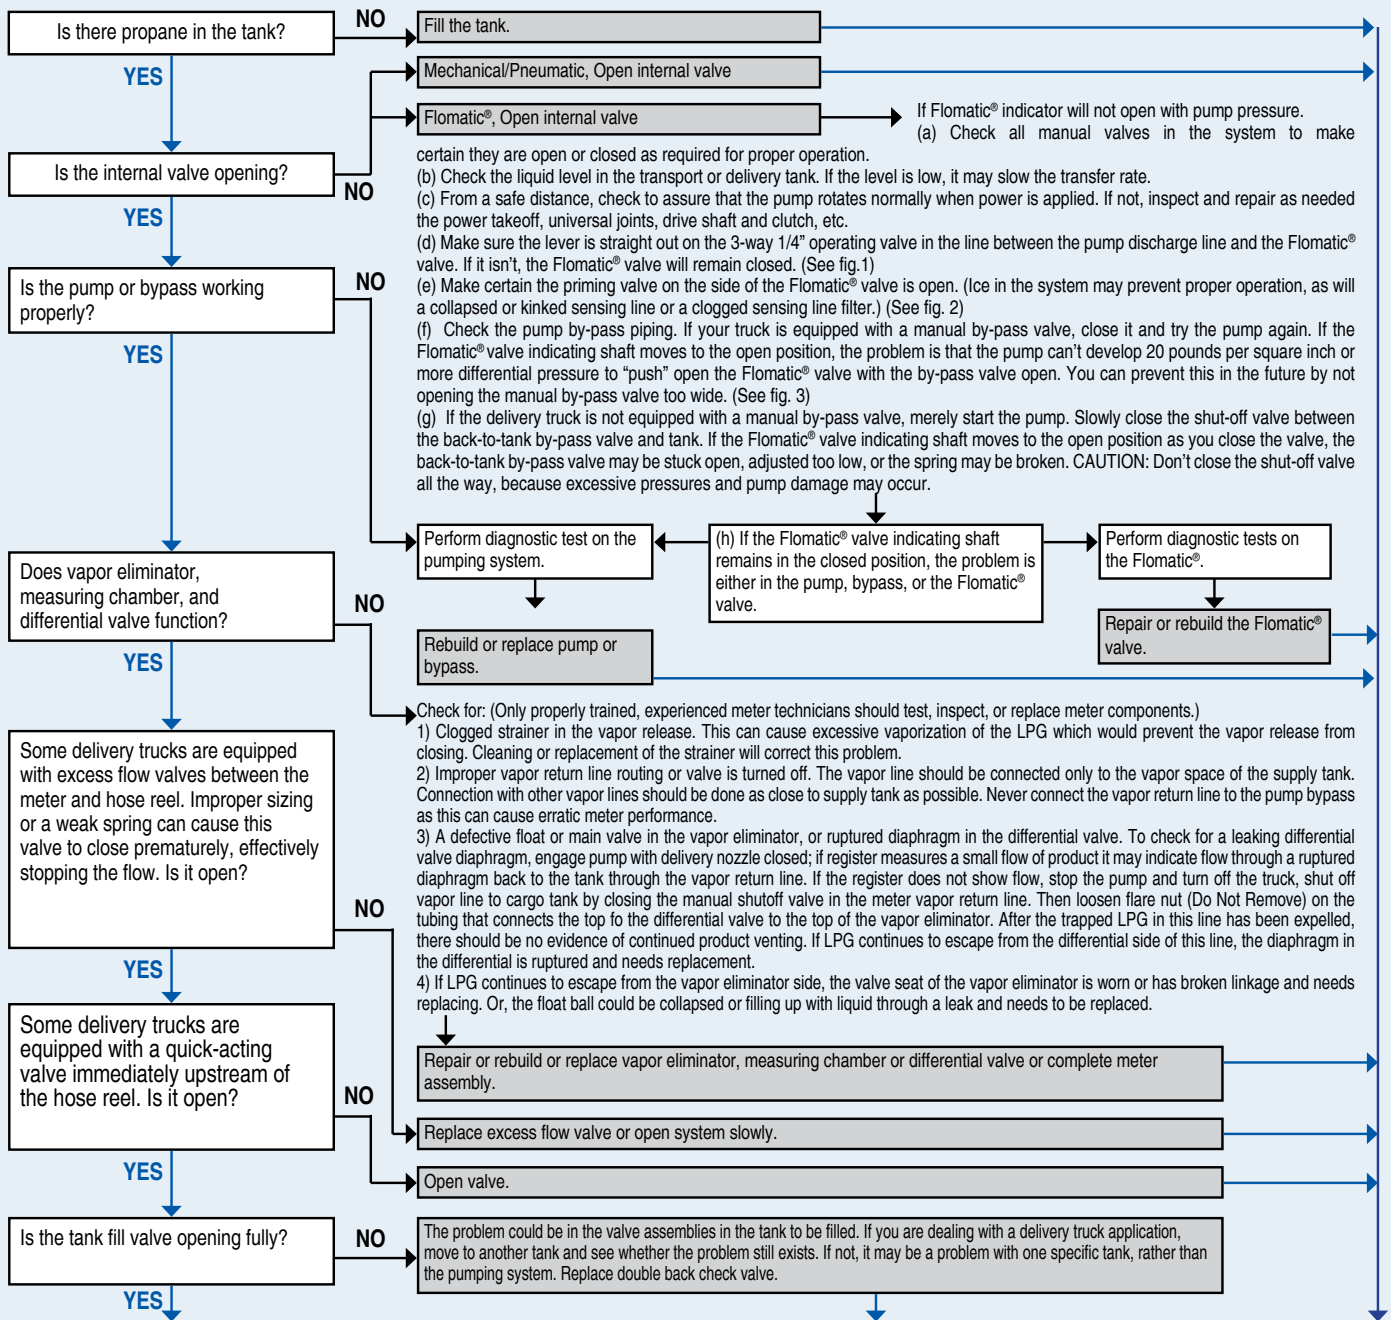 Is there propane in the tank?
NO
Fill the tank.
YES
Mechanical/Pneumatic, Open internal valve
Flomatic®, Open internal valve
If Flomatic® indicator will not open with pump pressure.
(a) Check all manual valves in the system to make
certain they are open or closed as required for proper operation.
Is the internal valve opening?
NO
(b) Check the liquid level in the transport or delivery tank. If the level is low, it may slow the transfer rate.
(c) From a safe distance, check to assure that the pump rotates normally when power is applied. If not, inspect and repair as needed
the power takeoff, universal joints, drive shaft and clutch, etc.
(d) Make sure the lever is straight out on the 3-way 1/4” operating valve in the line between the pump discharge line and the Flomatic®
valve. If it isn’t, the Flomatic® valve will remain closed. (See fig.1)
(e) Make certain the priming valve on the side of the Flomatic® valve is open. (Ice in the system may prevent proper operation, as will
a collapsed or kinked sensing line or a clogged sensing line filter.) (See fig. 2)
(f) Check the pump by-pass piping. If your truck is equipped with a manual by-pass valve, close it and try the pump again. If the
Flomatic® valve indicating shaft moves to the open position, the problem is that the pump can’t develop 20 pounds per square inch or
more differential pressure to “push” open the Flomatic® valve with the by-pass valve open. You can prevent this in the future by not
opening the manual by-pass valve too wide. (See fig. 3)
(g) If the delivery truck is not equipped with a manual by-pass valve, merely start the pump. Slowly close the shut-off valve between
the back-to-tank by-pass valve and tank. If the Flomatic® valve indicating shaft moves to the open position as you close the valve, the
back-to-tank by-pass valve may be stuck open, adjusted too low, or the spring may be broken. CAUTION: Don’t close the shut-off valve
all the way, because excessive pressures and pump damage may occur.
YES
Is the pump or bypass working
properly?
NO
YES
Perform diagnostic test on the
pumping system.
(h) If the Flomatic® valve indicating shaft
remains in the closed position, the problem is
either in the pump, bypass, or the Flomatic®
valve.
Perform diagnostic tests on
the Flomatic®.
Rebuild or replace pump or
bypass.
Repair or rebuild the Flomatic®
valve.
Does vapor eliminator,
measuring chamber, and
differential valve function?
NO
YES
Check for: (Only properly trained, experienced meter technicians should test, inspect, or replace meter components.)
1) Clogged strainer in the vapor release. This can cause excessive vaporization of the LPG which would prevent the vapor release from
closing. Cleaning or replacement of the strainer will correct this problem.
2) Improper vapor return line routing or valve is turned off. The vapor line should be connected only to the vapor space of the supply tank.
Connection with other vapor lines should be done as close to supply tank as possible. Never connect the vapor return line to the pump bypass
as this can cause erratic meter performance.
3) A defective float or main valve in the vapor eliminator, or ruptured diaphragm in the differential valve. To check for a leaking differential
valve diaphragm, engage pump with delivery nozzle closed; if register measures a small flow of product it may indicate flow through a ruptured
diaphragm back to the tank through the vapor return line. If the register does not show flow, stop the pump and turn off the truck, shut off
vapor line to cargo tank by closing the manual shutoff valve in the meter vapor return line. Then loosen flare nut (Do Not Remove) on the
tubing that connects the top fo the differential valve to the top of the vapor eliminator. After the trapped LPG in this line has been expelled,
there should be no evidence of continued product venting. If LPG continues to escape from the differential side of this line, the diaphragm in
the differential is ruptured and needs replacement.
4) If LPG continues to escape from the vapor eliminator side, the valve seat of the vapor eliminator is worn or has broken linkage and needs
replacing. Or, the float ball could be collapsed or filling up with liquid through a leak and needs to be replaced.
Repair or rebuild or replace vapor eliminator, measuring chamber or differential valve or complete meter
assembly.
Some delivery trucks are equipped
with excess flow valves between the
meter and hose reel. Improper sizing
or a weak spring can cause this
valve to close prematurely, effectively
stopping the flow. Is it open?
NO
YES
Replace excess flow valve or open system slowly.
Some delivery trucks are
equipped with a quick-acting
valve immediately upstream of
the hose reel. Is it open?
NO
YES
Open valve.
Is the tank fill valve opening fully?
NO
The problem could be in the valve assemblies in the tank to be filled. If you are dealing with a delivery truck application,
move to another tank and see whether the problem still exists. If not, it may be a problem with one specific tank, rather than
the pumping system. Replace double back check valve.
YES